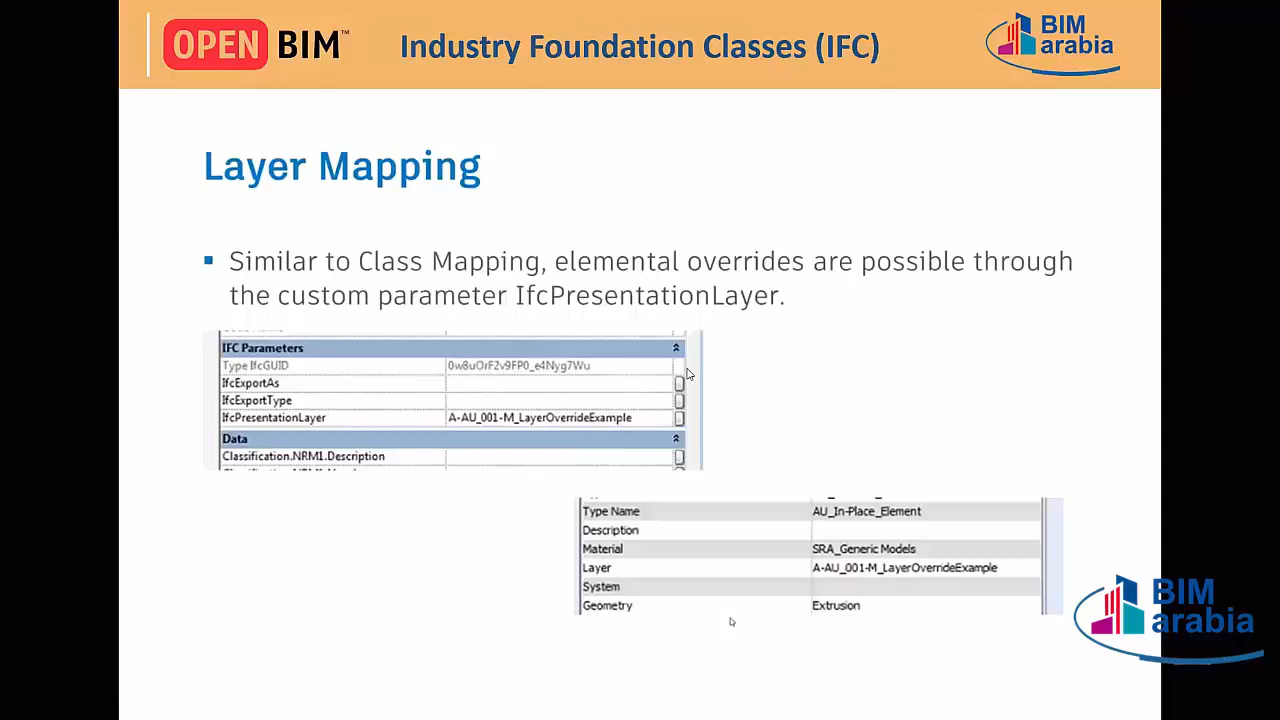 OPEN BIM™
Industry Foundation Classes (IFC)
BIM
arabia
Layer Mapping
Similar to Class Mapping, elemental overrides are possible through
the custom parameter IfcPresentationLayer.
IFC Parameters
Type IfcGUID 0w8uOrF2v9FP0_e4Nyg7Wu
IfcExportAs
IfcExportType
IfcPresentationLayer A-AU_001-M_LayerOverrideExample
Data
Classification.NRM1.Description
Type Name AU_In-Place_Element
Description
Material SRA_Generic Models
Layer A-AU_001-M_LayerOverrideExample
System
Geometry Extrusion
BIM
arabia